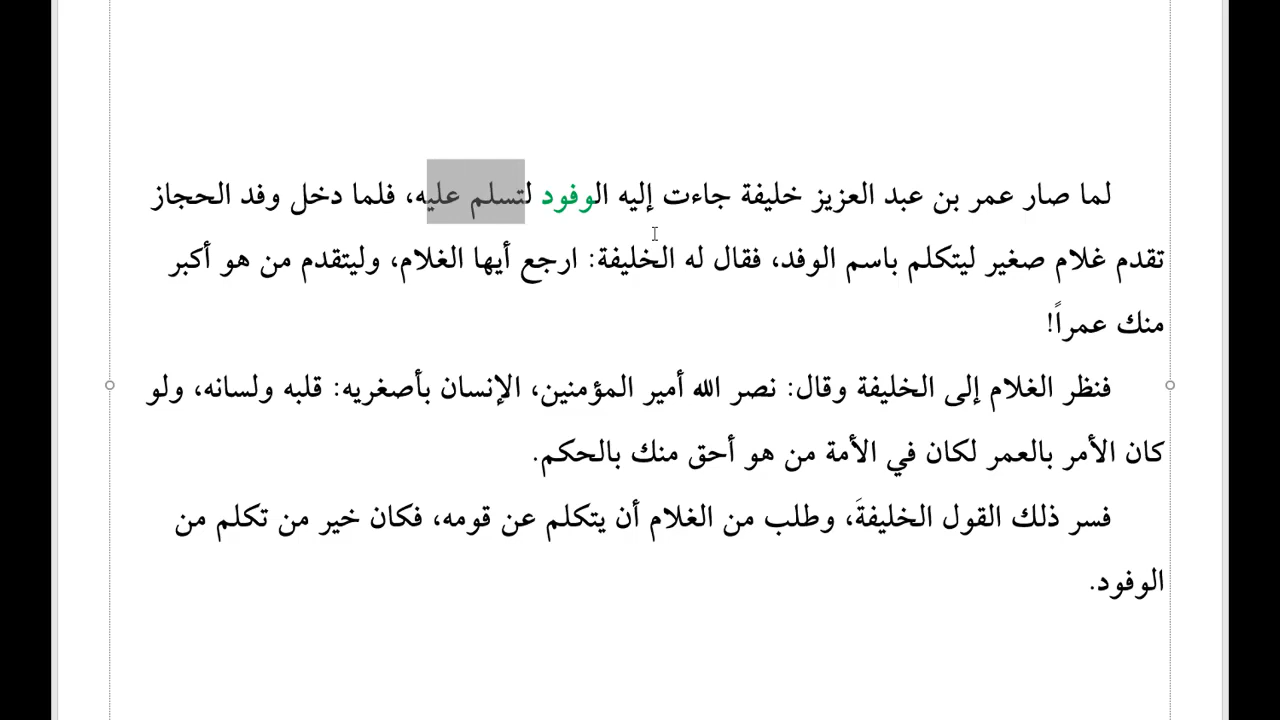 لما صار عمر بن عبد العزيز خليفة جاءت إليه الوفود لتسلم عليه، فلما دخل وفد الحجاز
تقدم غلام صغير ليتكلم باسم الوفد، فقال له الخليفة: ارجع أيها الغلام، وليتقدم من هو أكبر
منك عمراً!
فنظر الغلام إلى الخليفة وقال: نصر الله أمير المؤمنين، الإنسان بأصغريه: قلبه ولسانه، ولو
كان الأمر بالعمر لكان في الأمة من هو أحق منك بالحكم.
فسر ذلك القول الخليفةَ، وطلب من الغلام أن يتكلم عن قومه، فكان خير من تكلم من
الوفود.